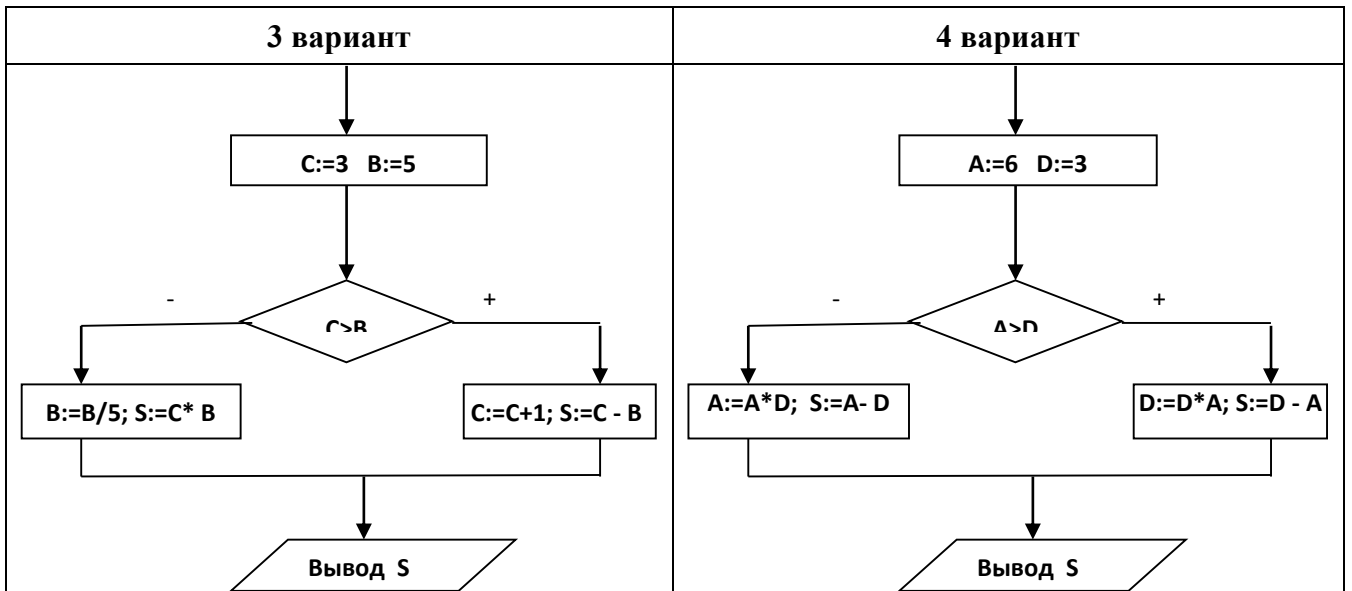 3 вариант
C:=3 B:=5
C>B
-
+
B:=B/5; S:=C* B
C:=C+1; S:=C - B
Вывод S
4 вариант
A:=6 D:=3
A>D
-
+
A:=A*D; S:=A- D
D:=D*A; S:=D - A
Вывод S